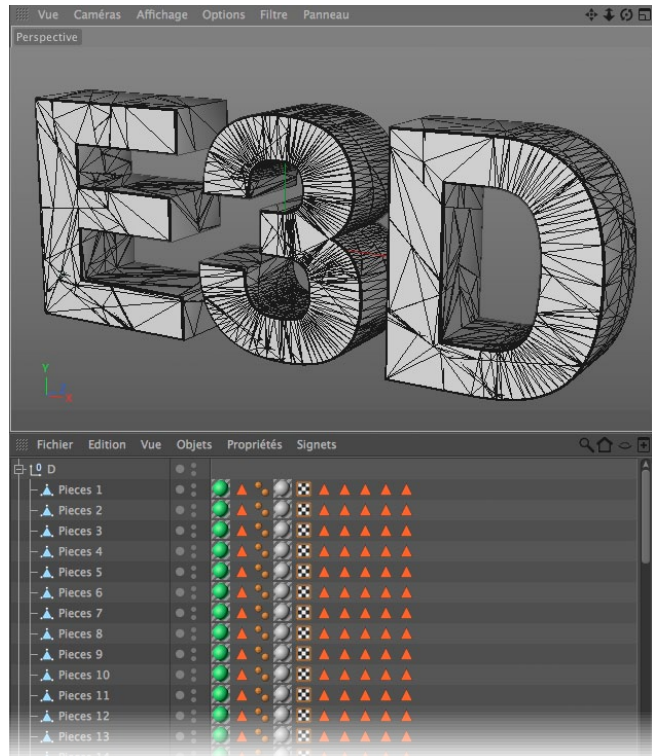 Vue Caméras Affichage Options Filtre Panneau
Perspective
E3D
Y
Z
X
Fichier Edition Vue Objets Propriétés Signets
D
Pieces 1
Pieces 2
Pieces 3
Pieces 4
Pieces 5
Pieces 6
Pieces 7
Pieces 8
Pieces 9
Pieces 10
Pieces 11
Pieces 12
Pieces 13